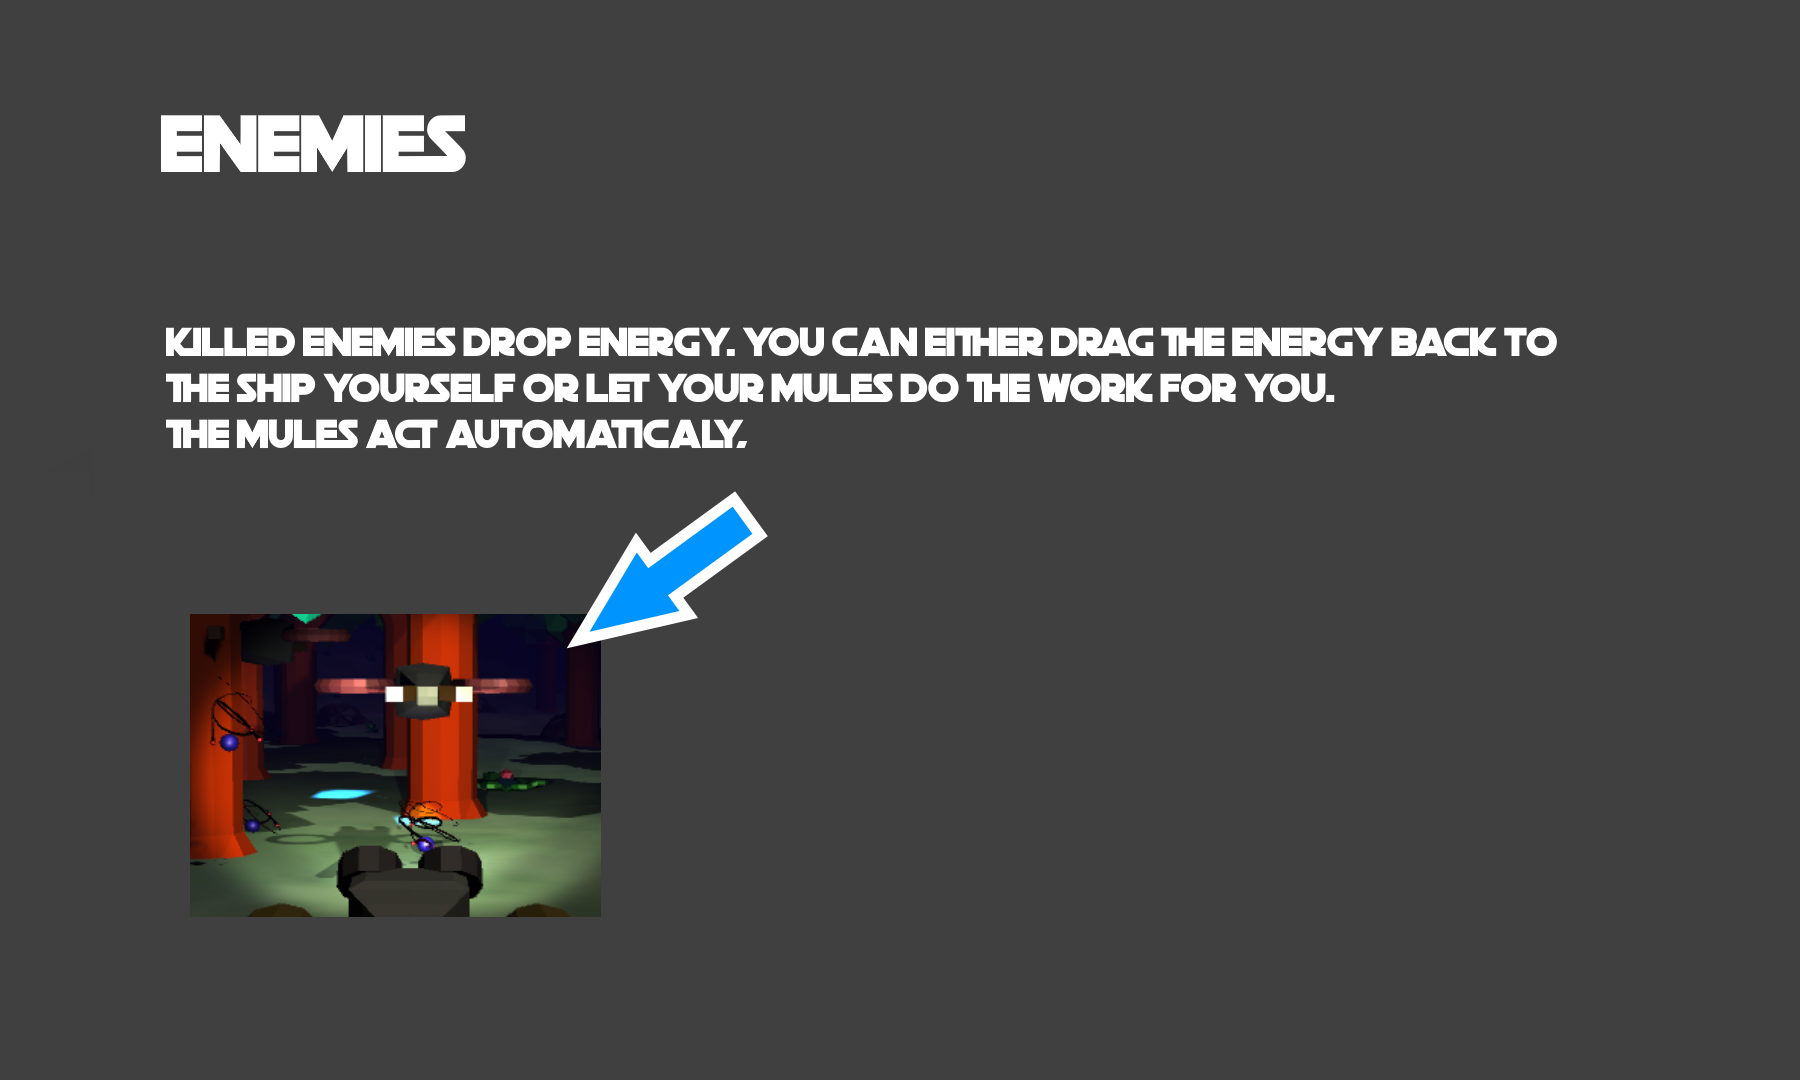 ENEMIES
KILLED ENEMIES DROP ENERGY. YOU CAN EITHER DRAG THE ENERGY BACK TO
THE SHIP YOURSELF OR LET YOUR MULES DO THE WORK FOR YOU.
THE MULES ACT AUTOMATICALY,